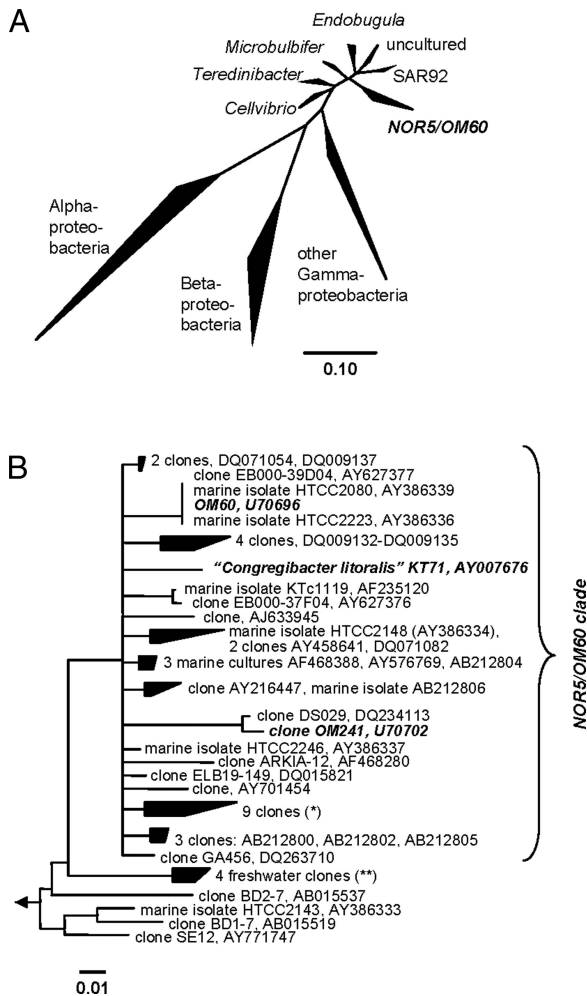 A
Endobugula
Microbulbifer
uncultured
Teredinibacter
SAR92
Cellvibrio
NOR5/OM60
Alpha-
proteo-
bacteria
Beta-
proteo-
bacteria
other
Gamma-
proteobacteria
0.10
B
2 clones, DQ071054, DQ009137
clone EB000-39D04, AY627377
marine isolate HTCC2080, AY386339
OM60, U70696
marine isolate HTCC2223, AY386336
4 clones, DQ009132-DQ009135
“Congregibacter litoralis” KT71, AY007676
marine isolate KTc1119, AF235120
clone EB000-37F04, AY627376
clone, AJ633945
marine isolate HTCC2148 (AY386334),
2 clones AY458641, DQ071082
3 marine cultures AF468388, AY576769, AB212804
clone AY216447, marine isolate AB212806
clone DS029, DQ234113
clone OM241, U70702
marine isolate HTCC2246, AY386337
clone ARKIA-12, AF468280
clone ELB19-149, DQ015821
clone, AY701454
9 clones (*)
3 clones: AB212800, AB212802, AB212805
clone GA456, DQ263710
4 freshwater clones (**)
clone BD2-7, AB015537
marine isolate HTCC2143, AY386333
clone BD1-7, AB015519
clone SE12, AY771747
NOR5/OM60 clade
0.01